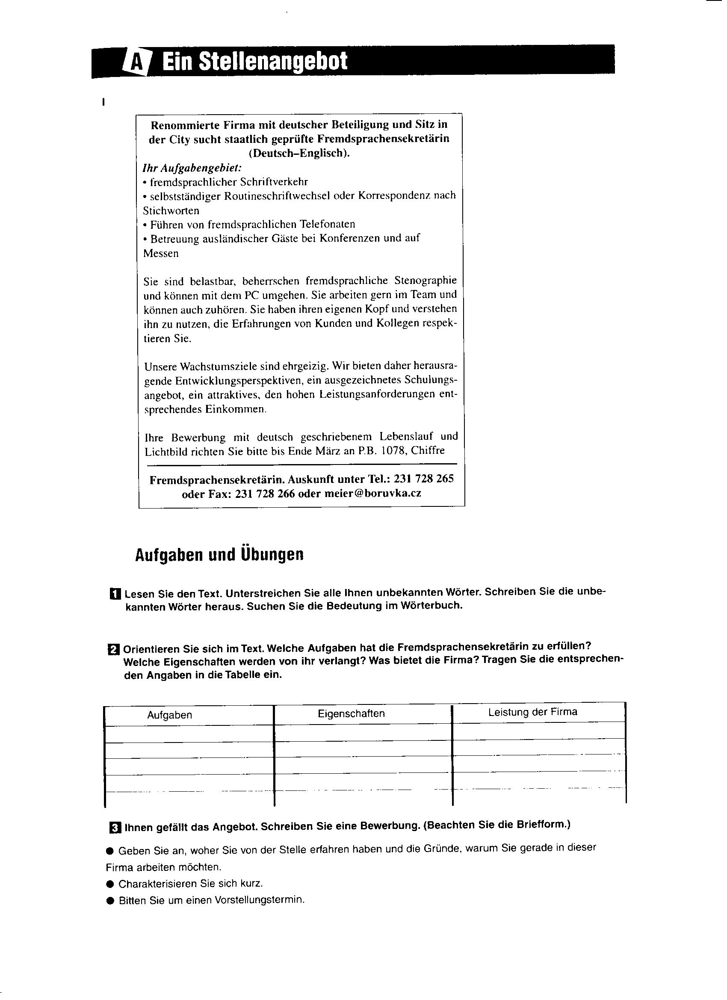 A Ein Stellenangebot
Renommierte Firma mit deutscher Beteiligung und Sitz in
der City sucht staatlich geprüfte Fremdsprachensekretärin
(Deutsch–Englisch).
Ihr Aufgabengebiet:
• fremdsprachlicher Schriftverkehr
• selbstständiger Routineschriftwechsel oder Korrespondenz nach
Stichworten
• Führen von fremdsprachlichen Telefonaten
• Betreuung ausländischer Gäste bei Konferenzen und auf
Messen
Sie sind belastbar, beherrschen fremdsprachliche Stenographie
und können mit dem PC umgehen. Sie arbeiten gern im Team und
können auch zuhören. Sie haben ihren eigenen Kopf und verstehen
ihn zu nutzen, die Erfahrungen von Kunden und Kollegen respek-
tieren Sie.
Unsere Wachstumsziele sind ehrgeizig. Wir bieten daher herausra-
gende Entwicklungsperspektiven, ein ausgezeichnetes Schulungs-
angebot, ein attraktives, den hohen Leistungsanforderungen ent-
sprechendes Einkommen.
Ihre Bewerbung mit deutsch geschriebenem Lebenslauf und
Lichtbild richten Sie bitte bis Ende März an P.B. 1078, Chiffre
Fremdsprachensekretärin. Auskunft unter Tel.: 231 728 265
oder Fax: 231 728 266 oder meier@boruvka.cz
Aufgaben und Übungen
1 Lesen Sie den Text. Unterstreichen Sie alle Ihnen unbekannten Wörter. Schreiben Sie die unbe-
kannten Wörter heraus. Suchen Sie die Bedeutung im Wörterbuch.
2 Orientieren Sie sich im Text. Welche Aufgaben hat die Fremdsprachensekretärin zu erfüllen?
Welche Eigenschaften werden von ihr verlangt? Was bietet die Firma? Tragen Sie die entsprechen-
den Angaben in die Tabelle ein.
Aufgaben Eigenschaften Leistung der Firma
3 Ihnen gefällt das Angebot. Schreiben Sie eine Bewerbung. (Beachten Sie die Briefform.)
● Geben Sie an, woher Sie von der Stelle erfahren haben und die Gründe, warum Sie gerade in dieser
Firma arbeiten möchten.
● Charakterisieren Sie sich kurz.
● Bitten Sie um einen Vorstellungstermin.